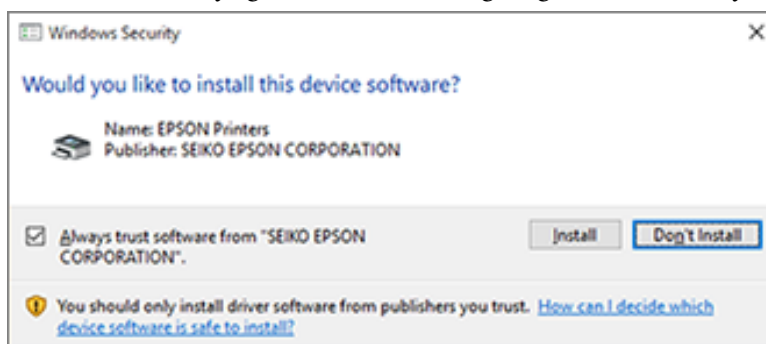 Windows Security
Would you like to install this device software?
Name: EPSON Printers
Publisher: SEIKO EPSON CORPORATION
Always trust software from "SEIKO EPSON
CORPORATION".
Install
Don't Install
You should only install driver software from publishers you trust. How can I decide which
device software is safe to install?